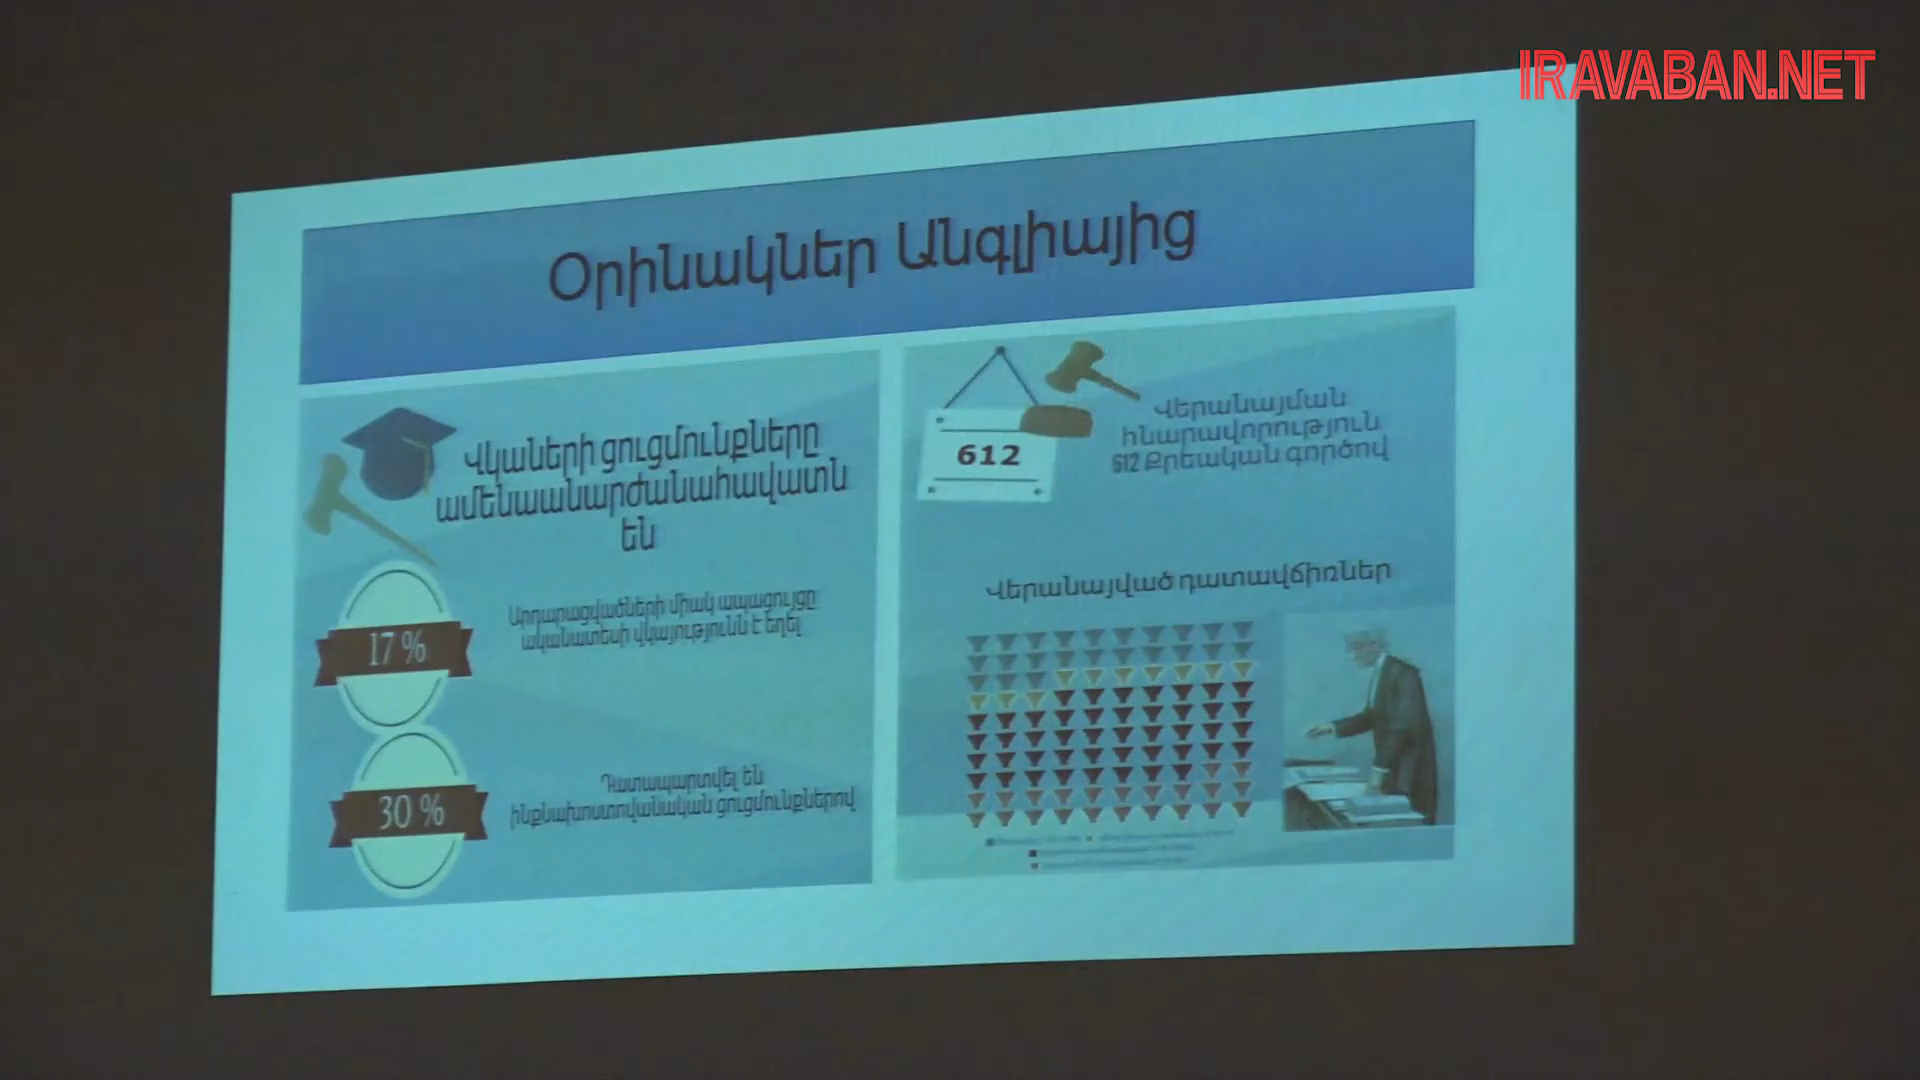 IRAVABAN.NET
Օրինակներ Անգլիայից
Վկաների ցուցմունքները
ամենաանարժանահավատն
են
17 %
Արդարացվածների միակ ապացույցը
ականատեսի վկայությունն է եղել
30 %
Դատապարտվել են
ինքնախոստովանական ցուցմունքներով
612
Վերանայման
հնարավորություն
612 Քրեական գործով
Վերանայված դատավճիռներ